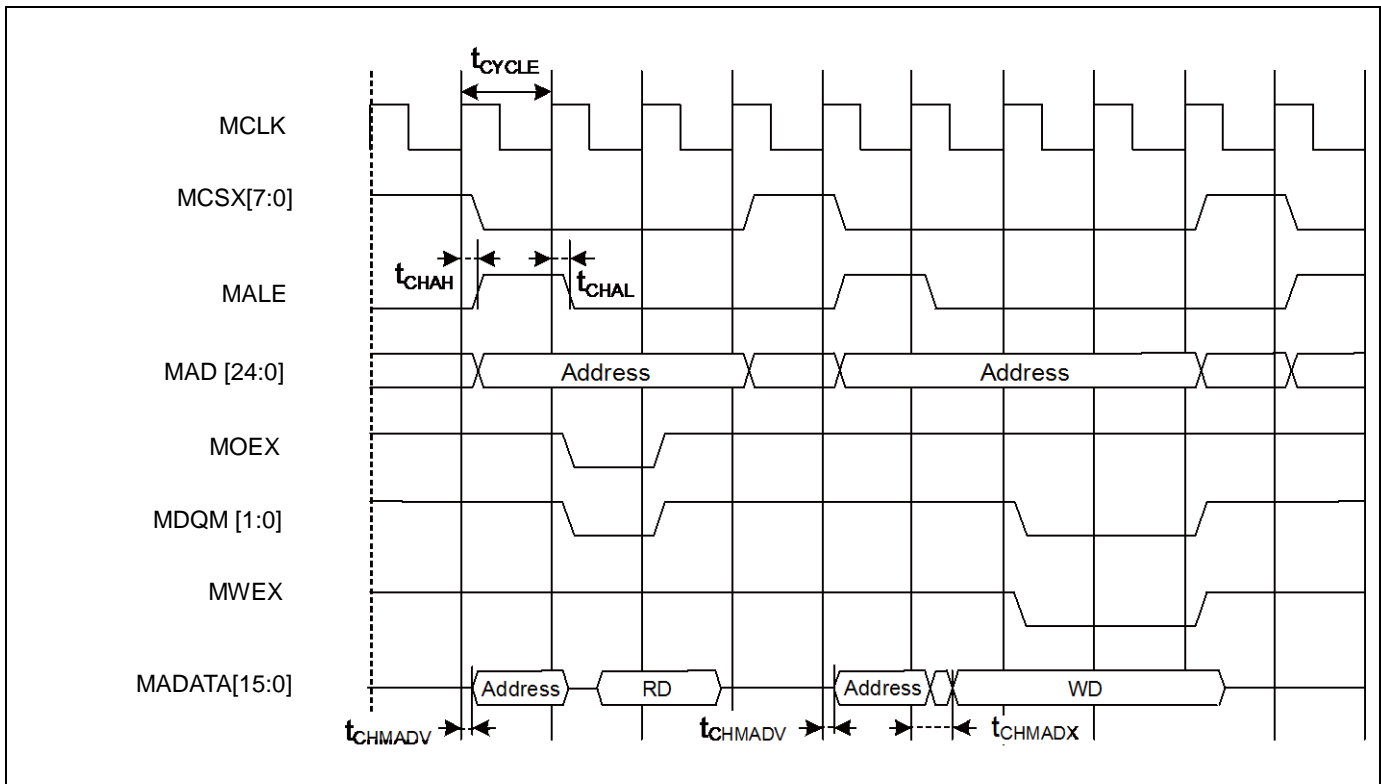 tCYCLE
MCLK
MCSX[7:0]
tCHAH
tCHAL
MALE
MAD [24:0]
Address
Address
MOEX
MDQM [1:0]
MWEX
MADATA[15:0]
Address
RD
Address
WD
tCHMADV
tCHMADV
tCHMADX